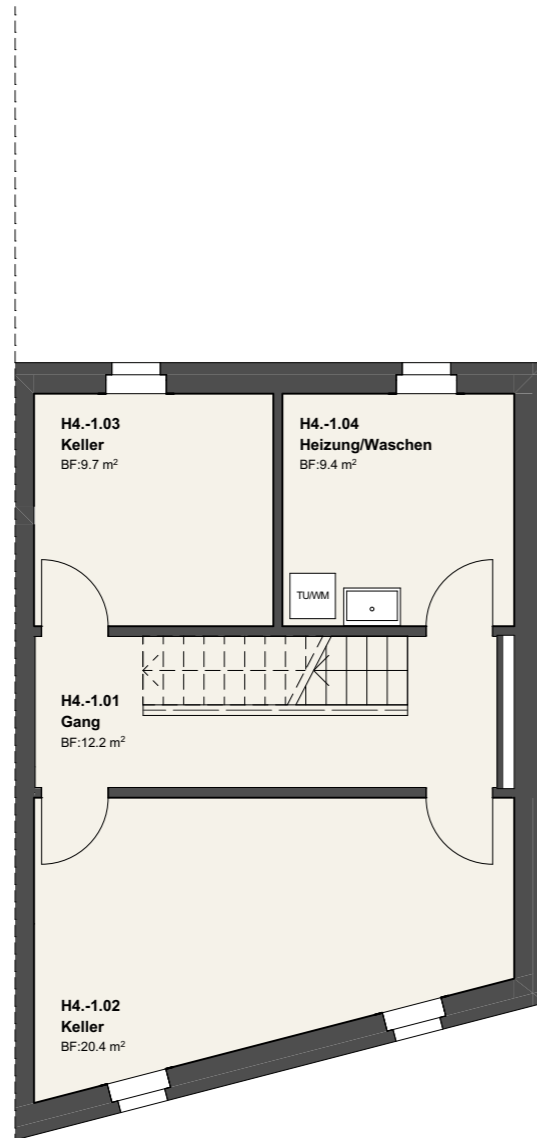 H4.-1.03
Keller
BF:9.7 m²
H4.-1.04
Heizung/Waschen
BF:9.4 m²
TU/WM
H4.-1.01
Gang
BF:12.2 m²
H4.-1.02
Keller
BF:20.4 m²